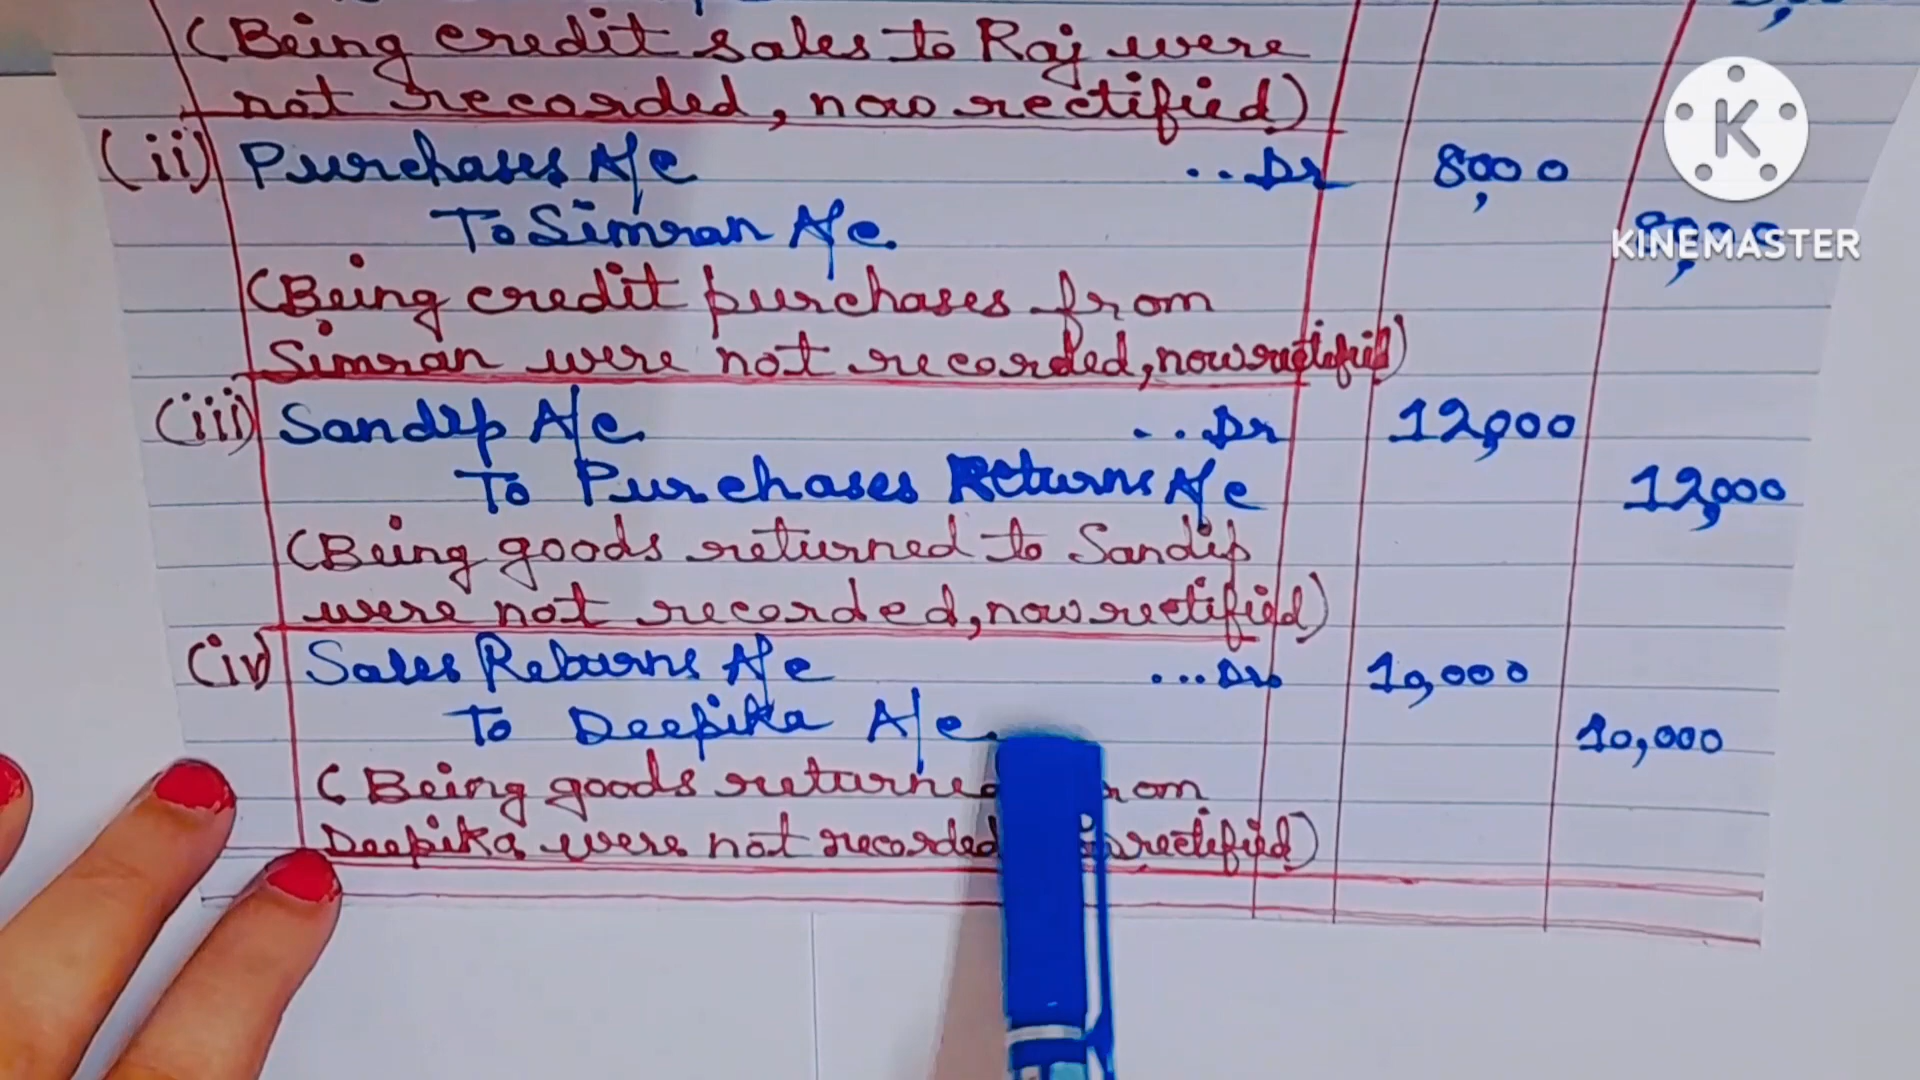 (Being credit sales to Raj were
not recorded, now rectified)
(ii) Purchases A/c ...Dr 8,000
To Simran A/c. 8,000
(Being credit purchases from
Simran were not recorded, now rectified)
(iii) Sandip A/c ...Dr 12,000
To Purchases Returns A/c 12,000
(Being goods returned to Sandip
were not recorded, now rectified)
(iv) Sales Returns A/c ...Dr 10,000
To Deepika A/c 10,000
(Being goods returned
Deepika were not recorded rectified)
K
KINEMASTER